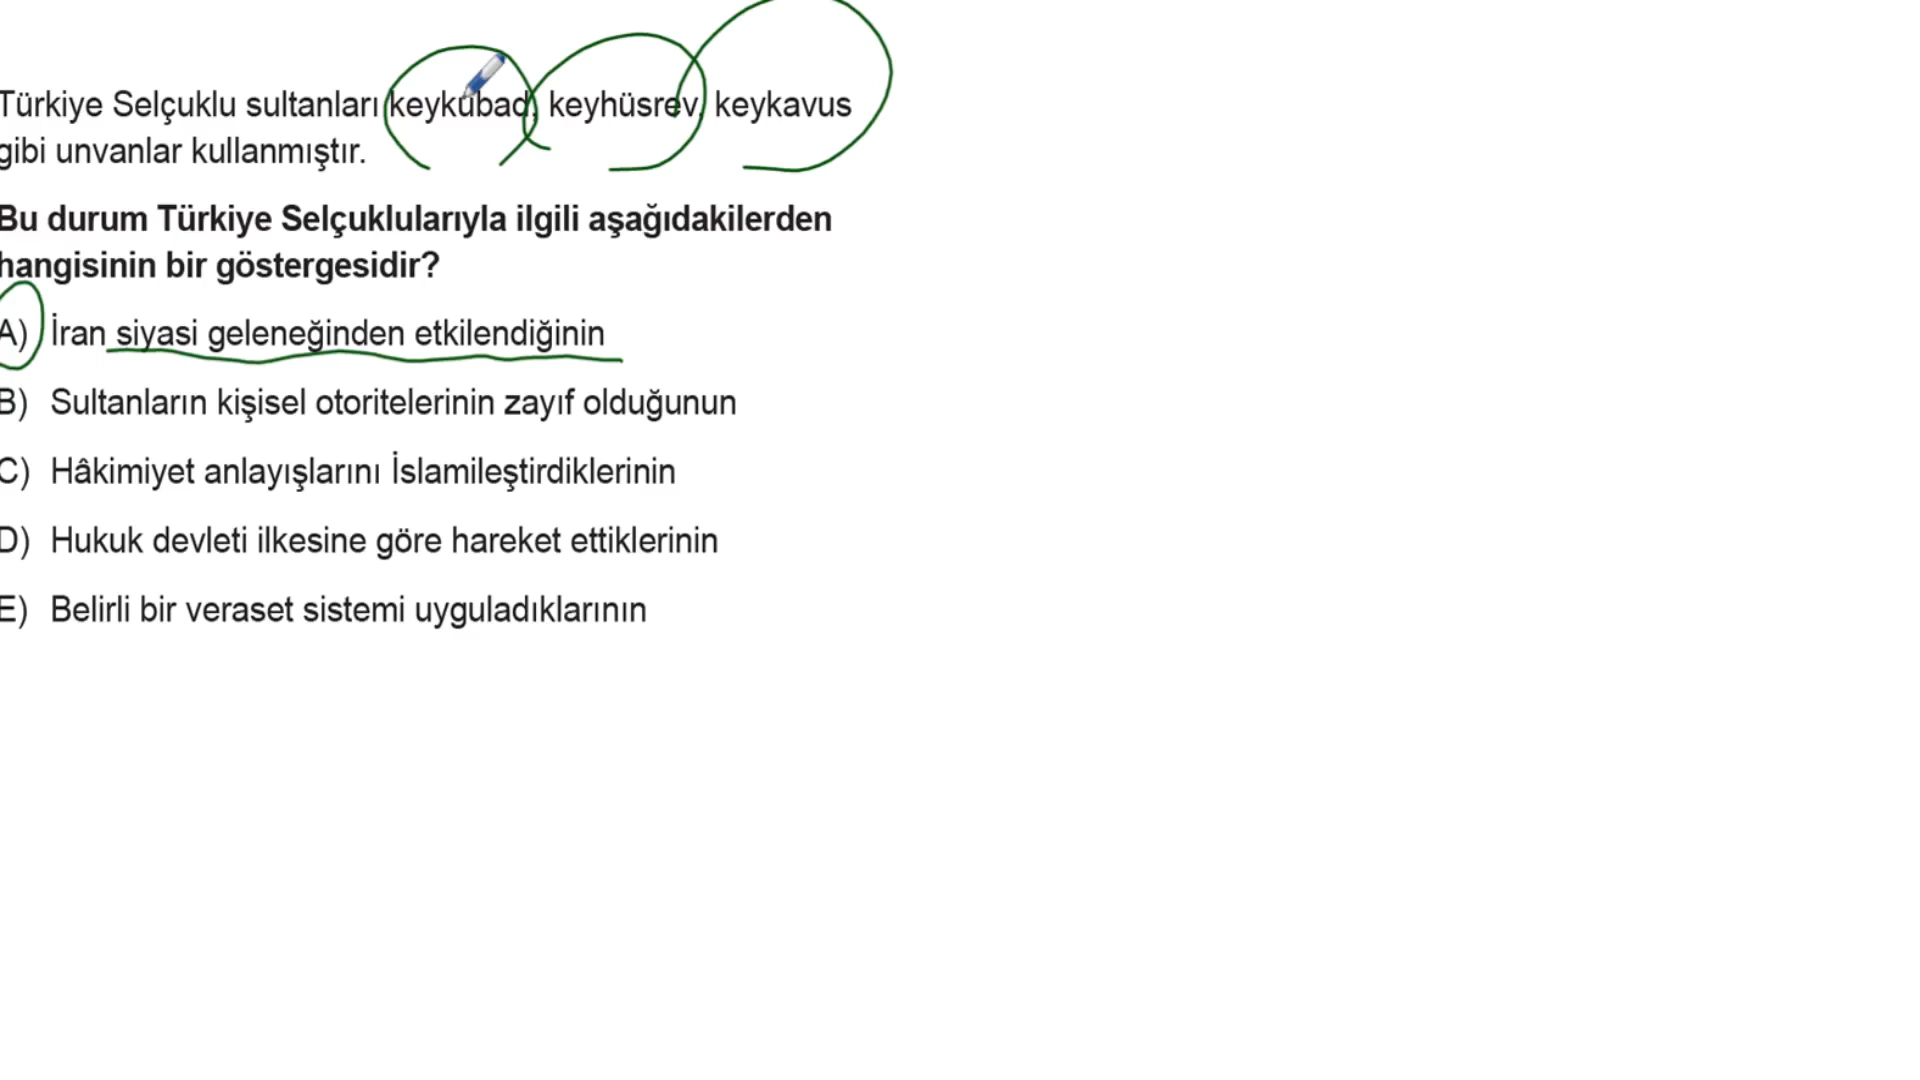 Türkiye Selçuklu sultanları keykûbad, keyhüsrev, keykavus
gibi unvanlar kullanmıştır.
Bu durum Türkiye Selçuklularıyla ilgili aşağıdakilerden
hangisinin bir göstergesidir?
A) İran siyasi geleneğinden etkilendiğinin
B) Sultanların kişisel otoritelerinin zayıf olduğunun
C) Hâkimiyet anlayışlarını İslamileştirdiklerinin
D) Hukuk devleti ilkesine göre hareket ettiklerinin
E) Belirli bir veraset sistemi uyguladıklarının